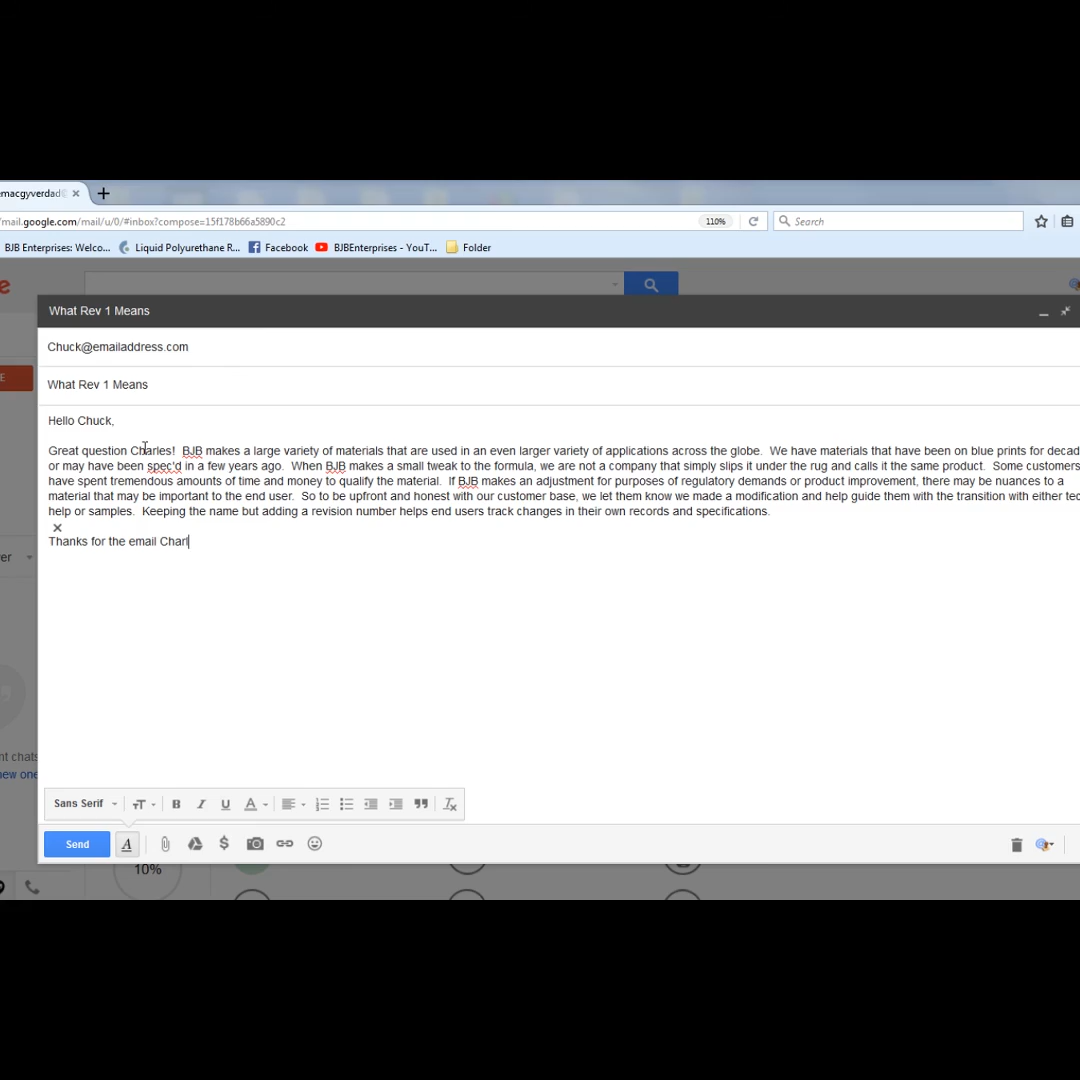 emacgyverdad@
/mail.google.com/mail/u/0/#inbox?compose=15f178b66a5890c2
110%
Search
BJB Enterprises: Welco...
Liquid Polyurethane R...
Facebook
BJBEnterprises - YouT...
Folder
e
What Rev 1 Means
Chuck@emailaddress.com
E
What Rev 1 Means
Hello Chuck,
Great question Charles!  BJB makes a large variety of materials that are used in an even larger variety of applications across the globe.  We have materials that have been on blue prints for decad
or may have been spec'd in a few years ago.  When BJB makes a small tweak to the formula, we are not a company that simply slips it under the rug and calls it the same product.  Some customers
have spent tremendous amounts of time and money to qualify the material.  If BJB makes an adjustment for purposes of regulatory demands or product improvement, there may be nuances to a
material that may be important to the end user.  So to be upfront and honest with our customer base, we let them know we made a modification and help guide them with the transition with either tec
help or samples.  Keeping the name but adding a revision number helps end users track changes in their own records and specifications.
Thanks for the email Charl
er
nt chats
new one
Sans Serif
Send
10%